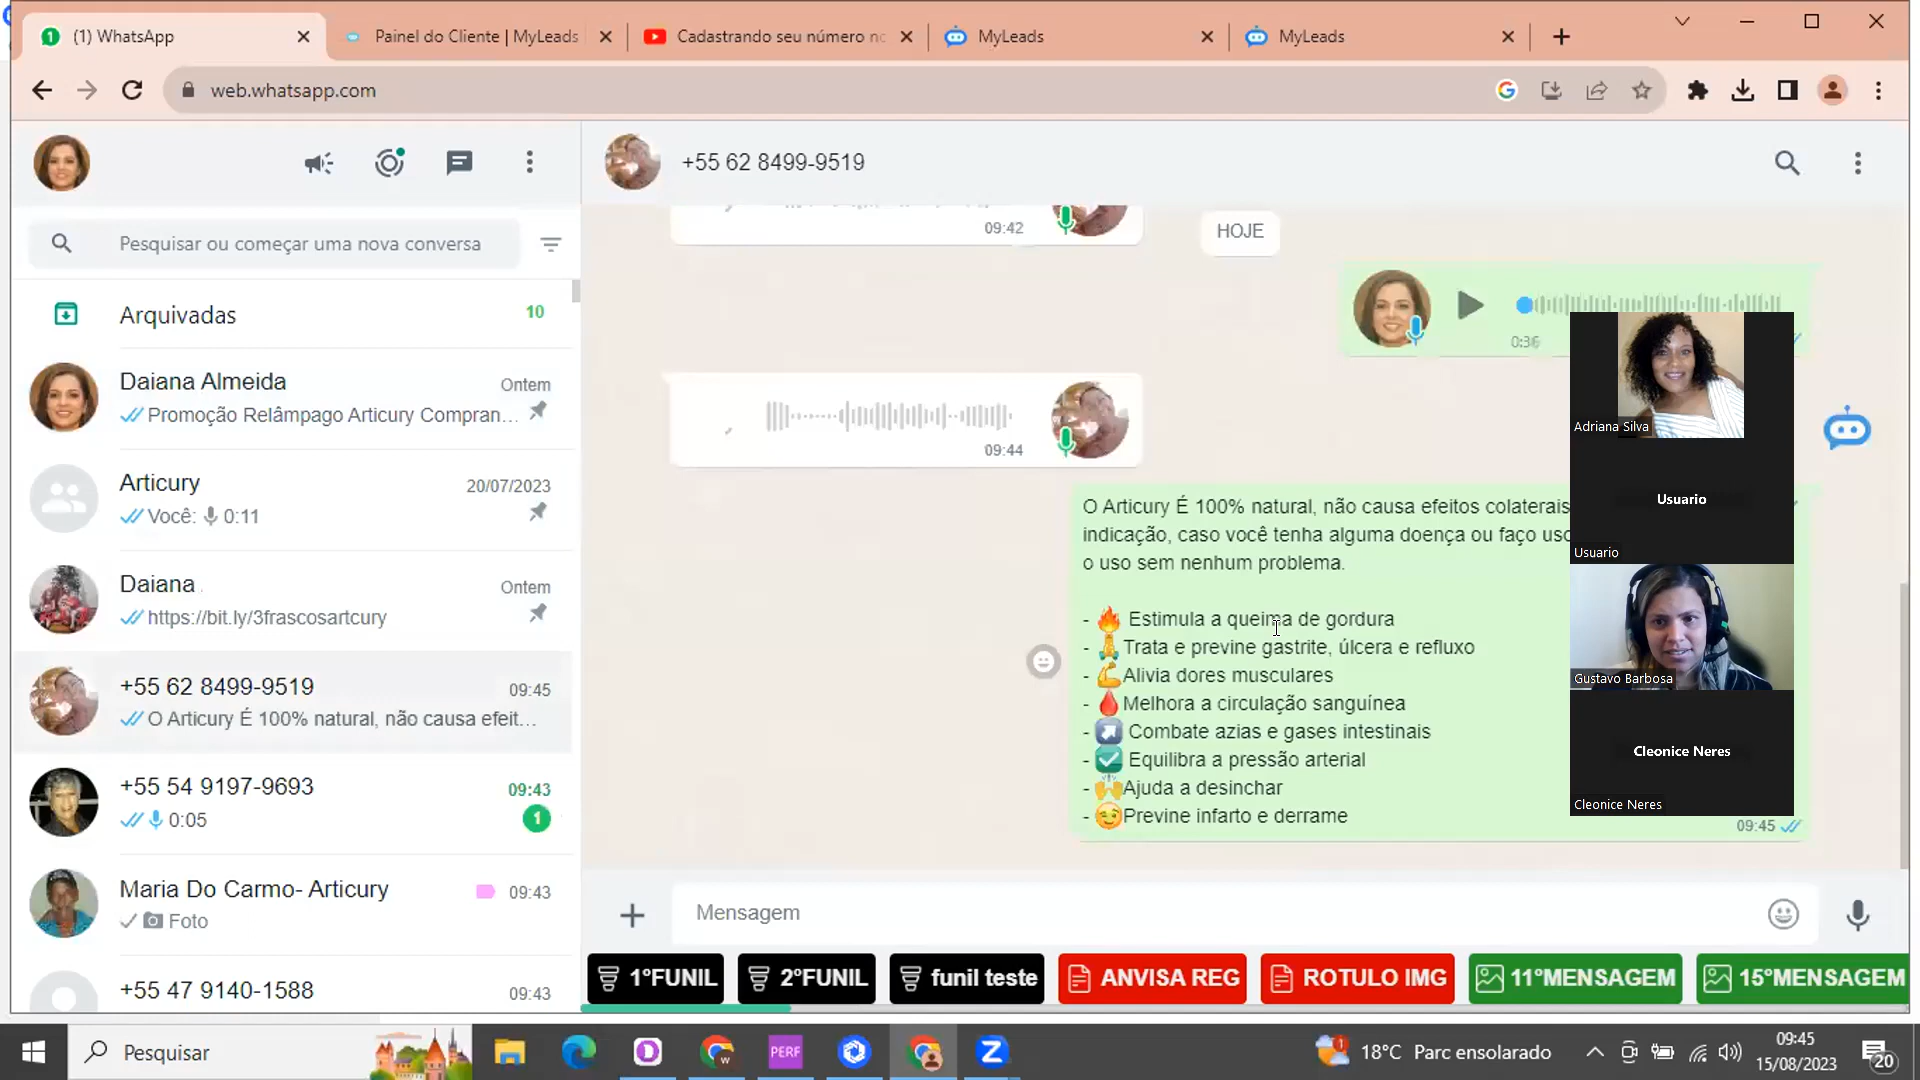 (1) WhatsApp
Painel do Cliente | MyLeads
Cadastrando seu número no
MyLeads
MyLeads
web.whatsapp.com
+55 62 8499-9519
Pesquisar ou começar uma nova conversa
Arquivadas
10
Daiana Almeida
Ontem
Promoção Relâmpago Articury Compran...
Articury
20/07/2023
Você: 0:11
Daiana
Ontem
https://bit.ly/3frascosartcury
+55 62 8499-9519
09:45
O Articury É 100% natural, não causa efeit...
+55 54 9197-9693
09:43
0:05
1
Maria Do Carmo- Articury
09:43
Foto
+55 47 9140-1588
09:43
09:42
HOJE
0:36
09:44
O Articury É 100% natural, não causa efeitos colaterais
indicação, caso você tenha alguma doença ou faço uso
o uso sem nenhum problema.
- Estimula a queima de gordura
- Trata e previne gastrite, úlcera e refluxo
- Alivia dores musculares
- Melhora a circulação sanguínea
- Combate azias e gases intestinais
- Equilibra a pressão arterial
- Ajuda a desinchar
- Previne infarto e derrame
09:45
Adriana Silva
Usuario
Usuario
Gustavo Barbosa
Cleonice Neres
Cleonice Neres
Mensagem
1°FUNIL
2°FUNIL
funil teste
ANVISA REG
ROTULO IMG
11°MENSAGEM
15°MENSAGEM
Pesquisar
PERF
18°C Parc ensolarado
09:45
15/08/2023
20